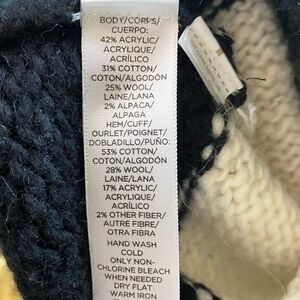 BODY/CORPS/
CUERPO:
42% ACRYLIC/
ACRYLIQUE/
ACRÍLICO
31% COTTON/
COTON/ALGODÓN
25% WOOL/
LAINE/LANA
2% ALPACA/
ALPAGA
HEM/CUFF/
OURLET/POIGNET/
DOBLADILLO/PUÑO:
53% COTTON/
COTON/ALGODÓN
28% WOOL/
LAINE/LANA
17% ACRYLIC/
ACRYLIQUE/
ACRÍLICO
2% OTHER FIBER/
AUTRE FIBRE/
OTRA FIBRA
HAND WASH
COLD
ONLY NON-
CHLORINE BLEACH
WHEN NEEDED
DRY FLAT
WARM IRON